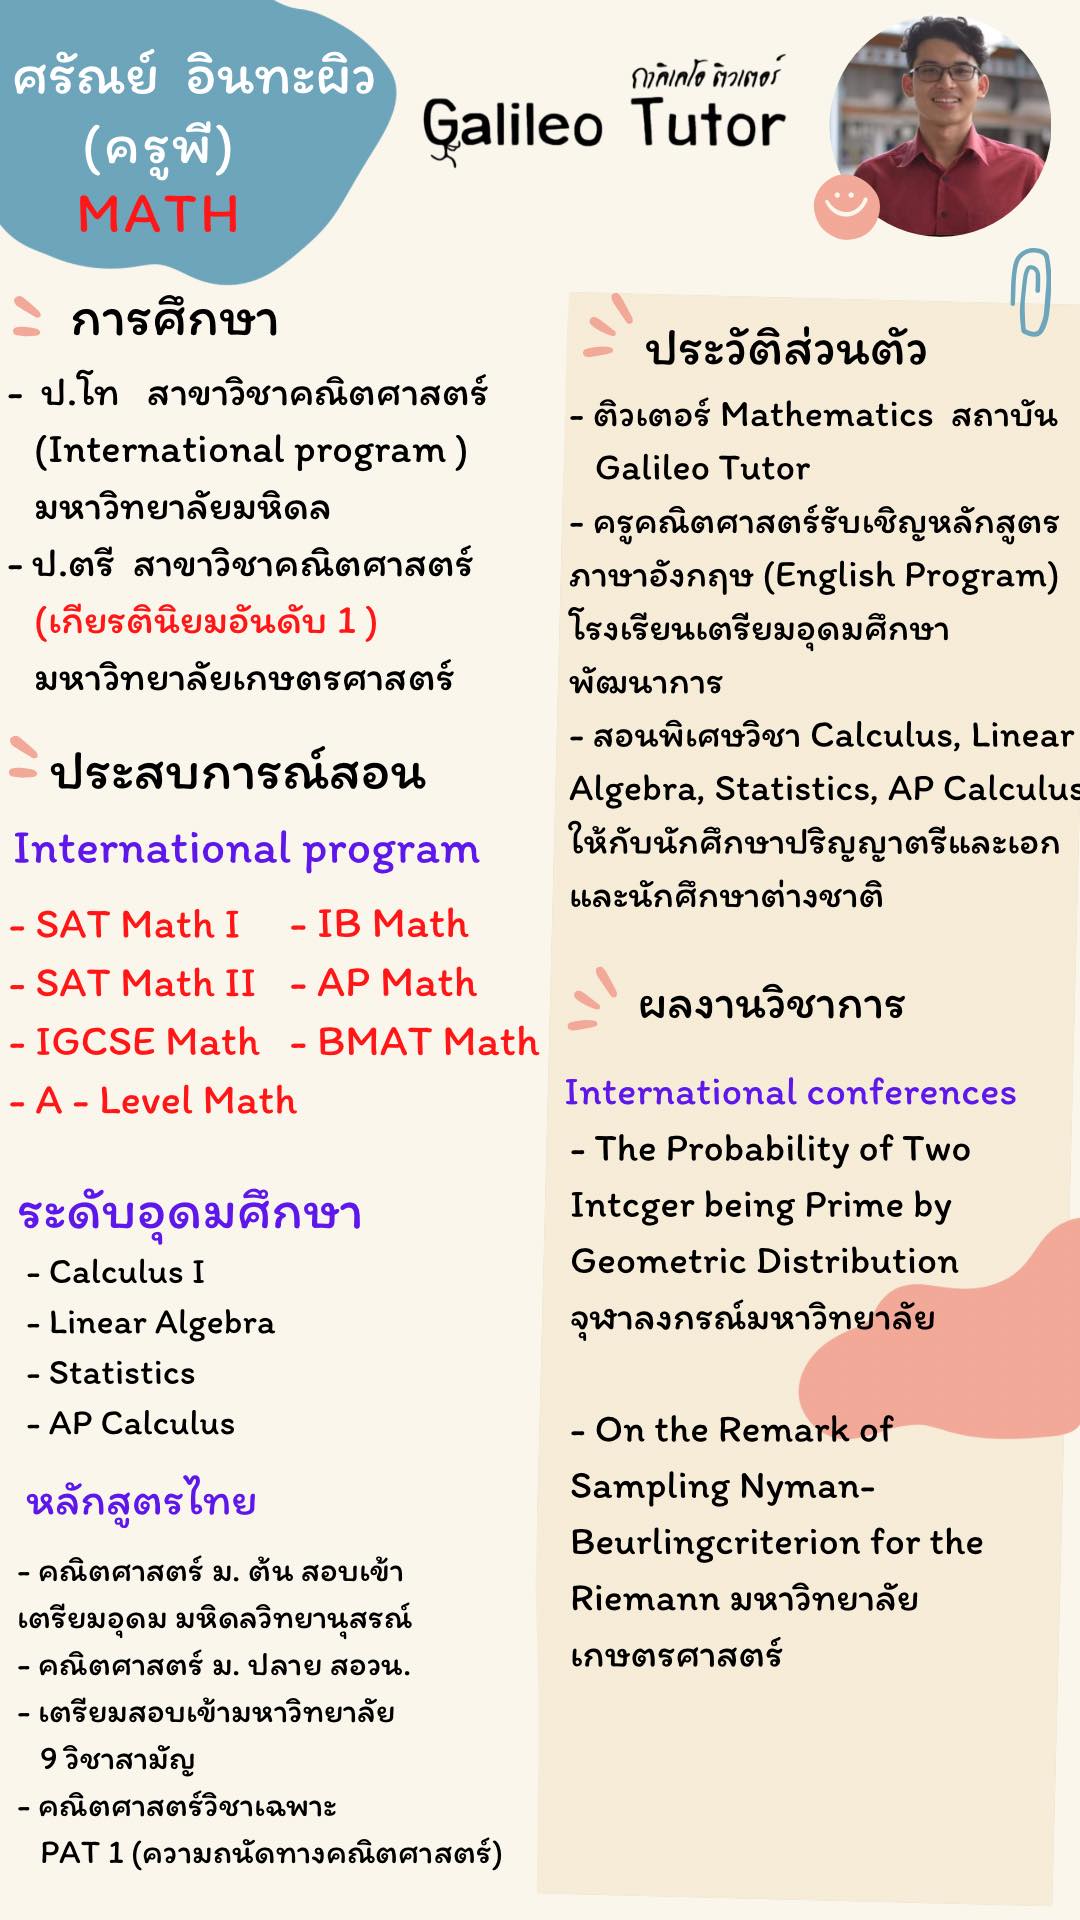 ศรัณย์ อินทะผิว
(ครูพี)
MATH
กาลิเลโอ ติวเตอร์
Galileo Tutor
การศึกษา
- ป.โท สาขาวิชาคณิตศาสตร์
(International program )
มหาวิทยาลัยมหิดล
- ป.ตรี สาขาวิชาคณิตศาสตร์
(เกียรตินิยมอันดับ 1 )
มหาวิทยาลัยเกษตรศาสตร์
ประสบการณ์สอน
International program
- SAT Math I - IB Math
- SAT Math II - AP Math
- IGCSE Math - BMAT Math
- A - Level Math
ระดับอุดมศึกษา
- Calculus I
- Linear Algebra
- Statistics
- AP Calculus
หลักสูตรไทย
- คณิตศาสตร์ ม. ต้น สอบเข้า
เตรียมอุดม มหิดลวิทยานุสรณ์
- คณิตศาสตร์ ม. ปลาย สอวน.
- เตรียมสอบเข้ามหาวิทยาลัย
9 วิชาสามัญ
- คณิตศาสตร์วิชาเฉพาะ
PAT 1 (ความถนัดทางคณิตศาสตร์)
ประวัติส่วนตัว
- ติวเตอร์ Mathematics สถาบัน
Galileo Tutor
- ครูคณิตศาสตร์รับเชิญหลักสูตร
ภาษาอังกฤษ (English Program)
โรงเรียนเตรียมอุดมศึกษา
พัฒนาการ
- สอนพิเศษวิชา Calculus, Linear
Algebra, Statistics, AP Calculus
ให้กับนักศึกษาปริญญาตรีและเอก
และนักศึกษาต่างชาติ
ผลงานวิชาการ
International conferences
- The Probability of Two
Intcger being Prime by
Geometric Distribution
จุฬาลงกรณ์มหาวิทยาลัย
- On the Remark of
Sampling Nyman-
Beurlingcriterion for the
Riemann มหาวิทยาลัย
เกษตรศาสตร์